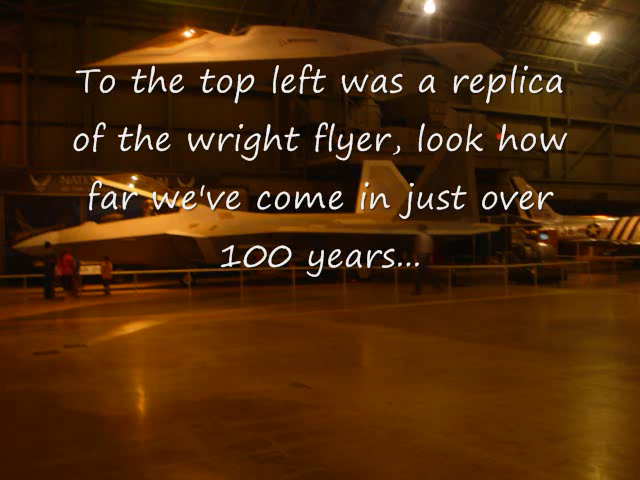 To the top left was a replica
of the wright flyer, look how
far we've come in just over
100 years...